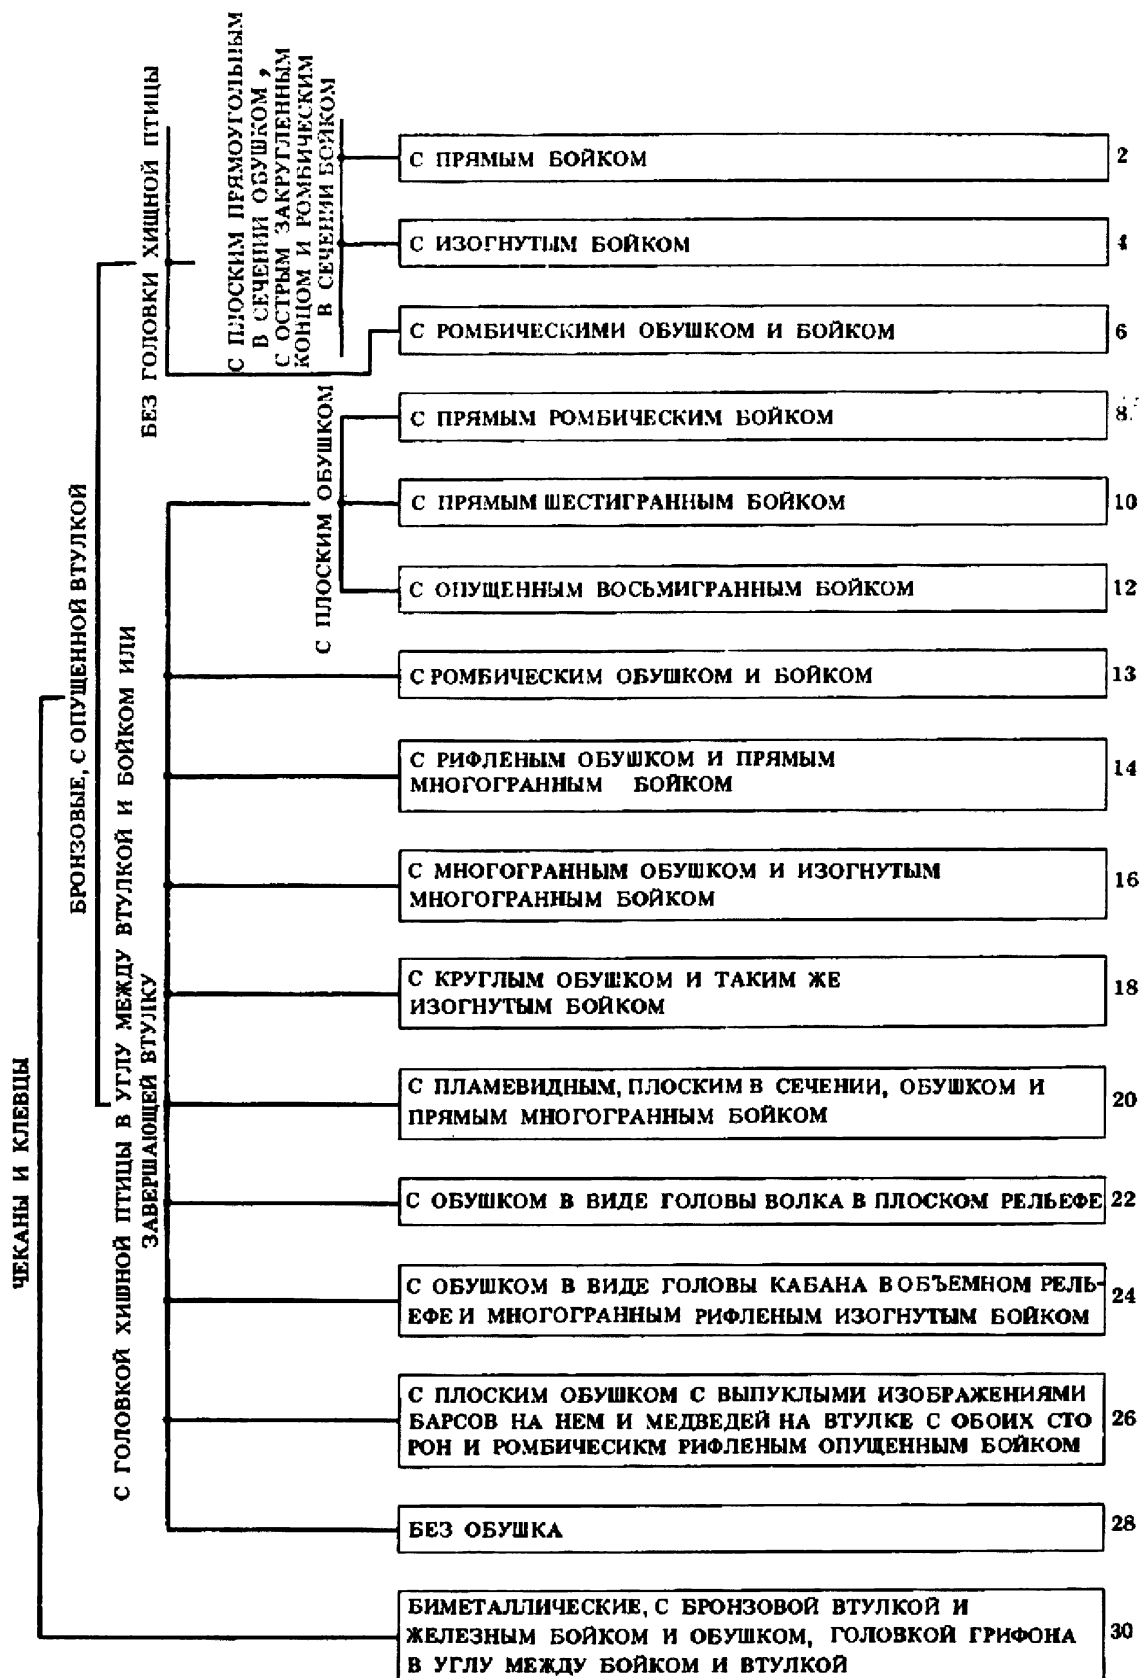 ЧЕКАНЫ И КЛЕВЦЫ
БРОНЗОВЫЕ, С ОПУЩЕННОЙ ВТУЛКОЙ
БЕЗ ГОЛОВКИ ХИЩНОЙ ПТИЦЫ
С ПЛОСКИМ ПРЯМОУГОЛЬНЫМ
В СЕЧЕНИИ ОБУШКОМ,
С ОСТРЫМ ЗАКРУГЛЕННЫМ
КОНЦОМ И РОМБИЧЕСКИМ
В СЕЧЕНИИ БОЙКОМ
С ПРЯМЫМ БОЙКОМ 2
С ИЗОГНУТЫМ БОЙКОМ 4
С РОМБИЧЕСКИМИ ОБУШКОМ И БОЙКОМ 6
С ГОЛОВКОЙ ХИЩНОЙ ПТИЦЫ В УГЛУ МЕЖДУ ВТУЛКОЙ И БОЙКОМ ИЛИ
ЗАВЕРШАЮЩЕЙ ВТУЛКУ
С ПЛОСКИМ ОБУШКОМ
С ПРЯМЫМ РОМБИЧЕСКИМ БОЙКОМ 8
С ПРЯМЫМ ШЕСТИГРАННЫМ БОЙКОМ 10
С ОПУЩЕННЫМ ВОСЬМИГРАННЫМ БОЙКОМ 12
С РОМБИЧЕСКИМ ОБУШКОМ И БОЙКОМ 13
С РИФЛЕНЫМ ОБУШКОМ И ПРЯМЫМ
МНОГОГРАННЫМ БОЙКОМ 14
С МНОГОГРАННЫМ ОБУШКОМ И ИЗОГНУТЫМ
МНОГОГРАННЫМ БОЙКОМ 16
С КРУГЛЫМ ОБУШКОМ И ТАКИМ ЖЕ
ИЗОГНУТЫМ БОЙКОМ 18
С ПЛАМЕВИДНЫМ, ПЛОСКИМ В СЕЧЕНИИ, ОБУШКОМ И
ПРЯМЫМ МНОГОГРАННЫМ БОЙКОМ 20
С ОБУШКОМ В ВИДЕ ГОЛОВЫ ВОЛКА В ПЛОСКОМ РЕЛЬЕФЕ 22
С ОБУШКОМ В ВИДЕ ГОЛОВЫ КАБАНА В ОБЪЕМНОМ РЕЛЬ-
ЕФЕ И МНОГОГРАННЫМ РИФЛЕНЫМ ИЗОГНУТЫМ БОЙКОМ 24
С ПЛОСКИМ ОБУШКОМ С ВЫПУКЛЫМИ ИЗОБРАЖЕНИЯМИ
БАРСОВ НА НЕМ И МЕДВЕДЕЙ НА ВТУЛКЕ С ОБОИХ СТО
РОН И РОМБИЧЕСИКМ РИФЛЕНЫМ ОПУЩЕННЫМ БОЙКОМ 26
БЕЗ ОБУШКА 28
БИМЕТАЛЛИЧЕСКИЕ, С БРОНЗОВОЙ ВТУЛКОЙ И
ЖЕЛЕЗНЫМ БОЙКОМ И ОБУШКОМ, ГОЛОВКОЙ ГРИФОНА
В УГЛУ МЕЖДУ БОЙКОМ И ВТУЛКОЙ 30